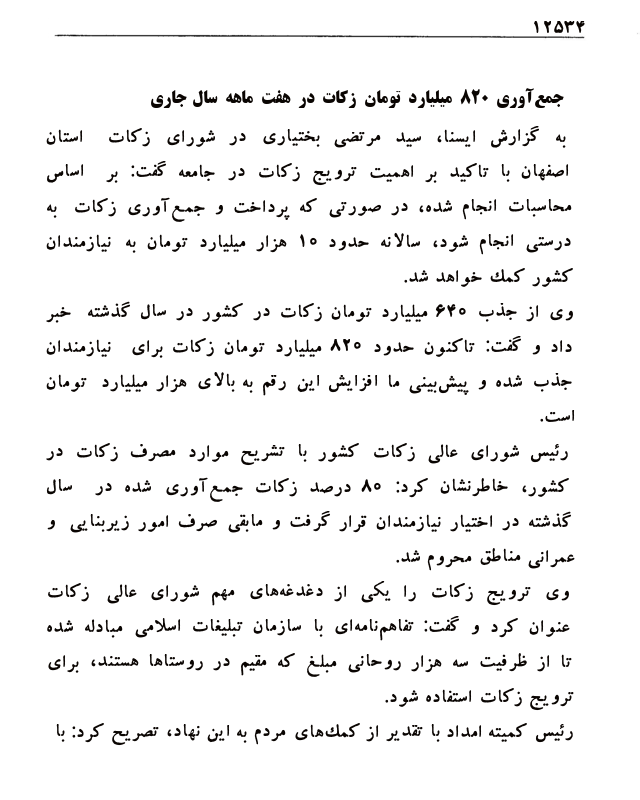 ۱۲۵۳۴
جمع‌آوری ۸۲۰ میلیارد تومان زکات در هفت ماهه سال جاری
به گزارش ایسنا، سید مرتضی بختیاری در شورای زکات استان
اصفهان با تاکید بر اهمیت ترویج زکات در جامعه گفت: بر اساس
محاسبات انجام شده، در صورتی که پرداخت و جمع‌آوری زکات به
درستی انجام شود، سالانه حدود ۱۰ هزار میلیارد تومان به نیازمندان
کشور کمك خواهد شد.
وی از جذب ۶۴۰ میلیارد تومان زکات در کشور در سال گذشته خبر
داد و گفت: تاکنون حدود ۸۲۰ میلیارد تومان زکات برای نیازمندان
جذب شده و پیش‌بینی ما افزایش این رقم به بالای هزار میلیارد تومان
است.
رئیس شورای عالی زکات کشور با تشریح موارد مصرف زکات در
کشور، خاطرنشان کرد: ۸۰ درصد زکات جمع‌آوری شده در سال
گذشته در اختیار نیازمندان قرار گرفت و مابقی صرف امور زیربنایی و
عمرانی مناطق محروم شد.
وی ترویج زکات را یکی از دغدغه‌های مهم شورای عالی زکات
عنوان کرد و گفت: تفاهم‌نامه‌ای با سازمان تبلیغات اسلامی مبادله شده
تا از ظرفیت سه هزار روحانی مبلغ که مقیم در روستاها هستند، برای
ترویج زکات استفاده شود.
رئیس کمیته امداد با تقدیر از کمك‌های مردم به این نهاد، تصریح کرد: با